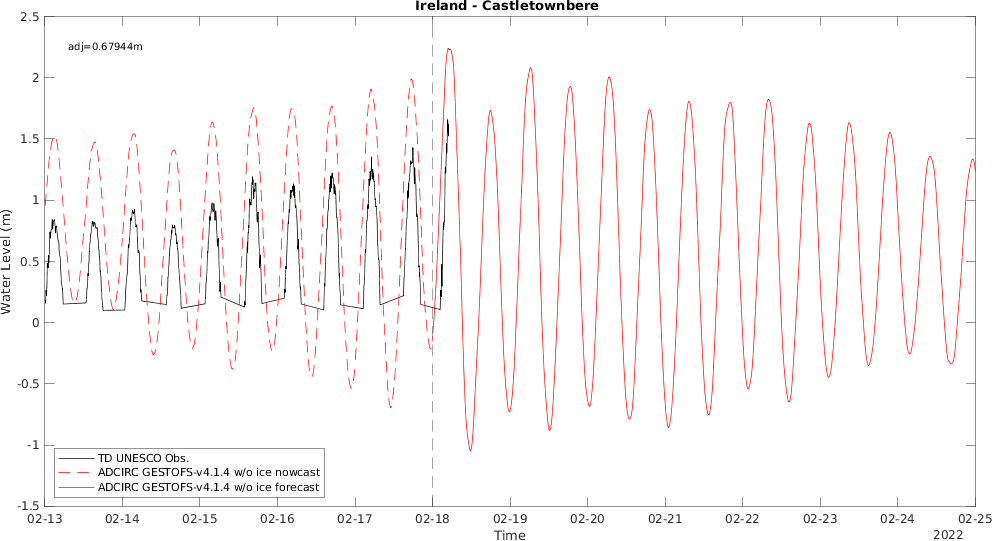 Ireland - Castletownbere
adj=0.67944m
2.5
2
1.5
1
0.5
0
-0.5
-1
-1.5
Water Level (m)
TD UNESCO Obs.
ADCIRC GESTOFS-v4.1.4 w/o ice nowcast
ADCIRC GESTOFS-v4.1.4 w/o ice forecast
02-13 02-14 02-15 02-16 02-17 02-18 02-19 02-20 02-21 02-22 02-23 02-24 02-25
Time
2022